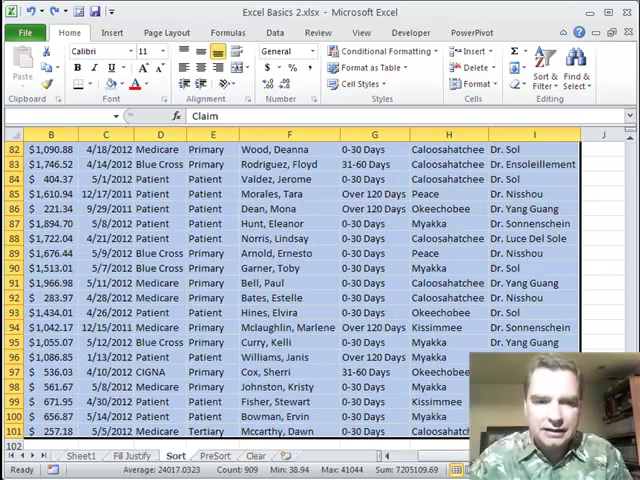 Excel Basics 2.xlsx - Microsoft Excel
File Home Insert Page Layout Formulas Data Review View Developer PowerPivot
Calibri 11 General Conditional Formatting Insert
Paste B I U A A $ % , Format as Table Delete Sort & Filter Find & Select
Cell Styles Format
Clipboard Font Alignment Number Styles Cells Editing
fx Claim
B C D E F G H I J
82 $1,090.88 4/18/2012 Medicare Primary Wood, Deanna 0-30 Days Caloosahatchee Dr. Sol
83 $1,746.52 4/14/2012 Blue Cross Primary Rodriguez, Floyd 31-60 Days Caloosahatchee Dr. Ensoleillement
84 $ 404.37 5/1/2012 Patient Patient Valdez, Jerome 0-30 Days Caloosahatchee Dr. Sol
85 $1,610.94 12/17/2011 Patient Patient Morales, Tara Over 120 Days Peace Dr. Nisshou
86 $ 221.34 9/29/2011 Patient Patient Dean, Mona Over 120 Days Okeechobee Dr. Yang Guang
87 $1,894.70 5/8/2012 Patient Patient Hunt, Eleanor 0-30 Days Myakka Dr. Sonnenschein
88 $1,722.04 4/21/2012 Patient Patient Norris, Lindsay 0-30 Days Caloosahatchee Dr. Luce Del Sole
89 $1,676.44 5/9/2012 Blue Cross Primary Arnold, Ernesto 0-30 Days Peace Dr. Nisshou
90 $1,513.01 5/7/2012 Blue Cross Primary Garner, Toby 0-30 Days Myakka Dr. Sol
91 $1,966.98 5/11/2012 Medicare Primary Bell, Paul 0-30 Days Caloosahatchee Dr. Yang Guang
92 $ 283.97 4/28/2012 Medicare Primary Bates, Estelle 0-30 Days Caloosahatchee Dr. Nisshou
93 $1,434.01 4/26/2012 Patient Patient Hines, Elvira 0-30 Days Okeechobee Dr. Sol
94 $1,042.17 12/15/2011 Medicare Primary Mclaughlin, Marlene Over 120 Days Kissimmee Dr. Sonnenschein
95 $1,055.07 5/12/2012 Blue Cross Primary Curry, Kelli 0-30 Days Myakka Dr. Yang Guang
96 $1,086.85 1/13/2012 Patient Patient Williams, Janis Over 120 Days Myakka
97 $ 536.03 4/10/2012 CIGNA Primary Cox, Sherri 31-60 Days Okeechobee
98 $ 561.67 5/8/2012 Medicare Primary Johnston, Kristy 0-30 Days Myakka
99 $ 671.95 4/30/2012 Patient Patient Fisher, Stewart 0-30 Days Kissimmee
100 $ 656.87 5/14/2012 Patient Patient Bowman, Ervin 0-30 Days Myakka
101 $ 257.18 5/5/2012 Medicare Tertiary Mccarthy, Dawn 0-30 Days
102
Sheet1 Fill Justify Sort PreSort Clear
Ready Average: 24017.0323 Count: 909 Min: 38.94 Max: 41044 Sum: 7205109.69